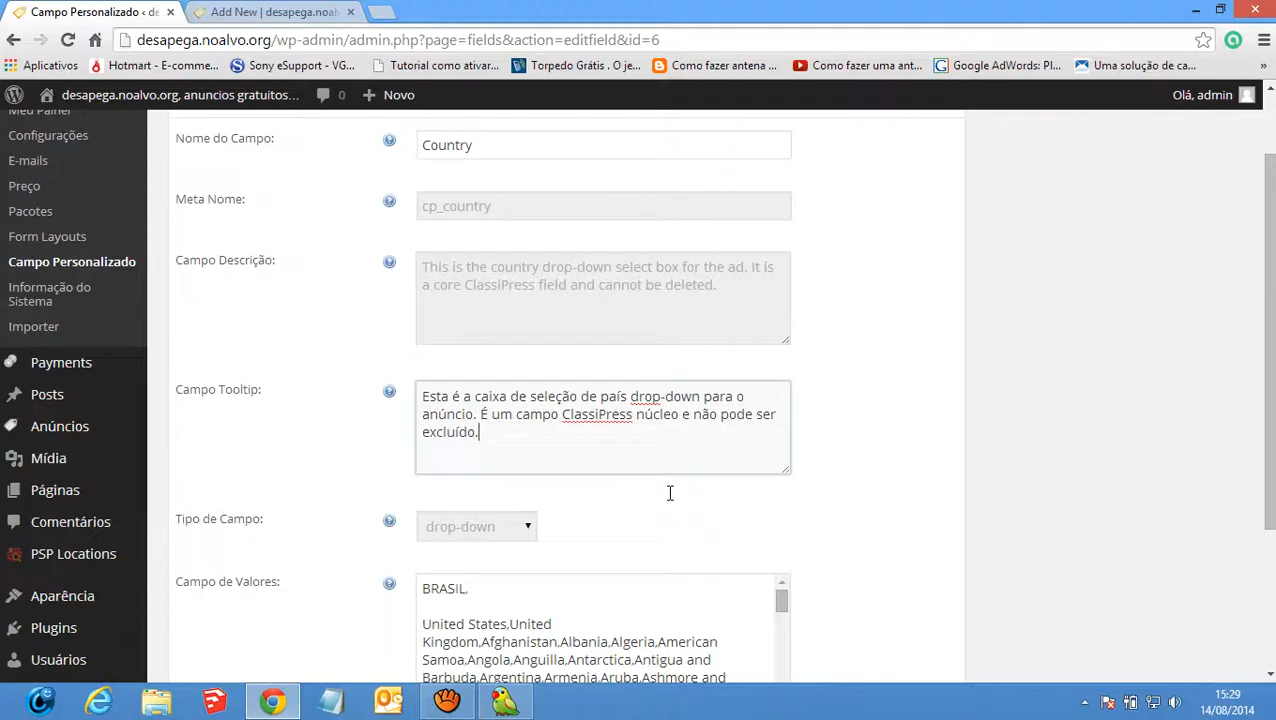 Campo Personalizado ‹ de
Add New | desapega.noalv
desapega.noalvo.org/wp-admin/admin.php?page=fields&action=editfield&id=6
Aplicativos
Hotmart - E-comme...
Sony eSupport - VG...
Tutorial como ativar...
Torpedo Grátis . O je...
Como fazer antena ...
Como fazer uma ant...
Google AdWords: Pl...
Uma solução de ca...
desapega.noalvo.org, anuncios gratuitos...
0
Novo
Olá, admin
Meu Painel
Configurações
E-mails
Preço
Pacotes
Form Layouts
Campo Personalizado
Informação do
Sistema
Importer
Payments
Posts
Anúncios
Mídia
Páginas
Comentários
PSP Locations
Aparência
Plugins
Usuários
Nome do Campo:
Country
Meta Nome:
cp_country
Campo Descrição:
This is the country drop-down select box for the ad. It is
a core ClassiPress field and cannot be deleted.
Campo Tooltip:
Esta é a caixa de seleção de país drop-down para o
anúncio. É um campo ClassiPress núcleo e não pode ser
excluído.
Tipo de Campo:
drop-down
Campo de Valores:
BRASIL,
United States,United
Kingdom,Afghanistan,Albania,Algeria,American
Samoa,Angola,Anguilla,Antarctica,Antigua and
Barbuda,Argentina,Armenia,Aruba,Ashmore and
15:29
14/08/2014